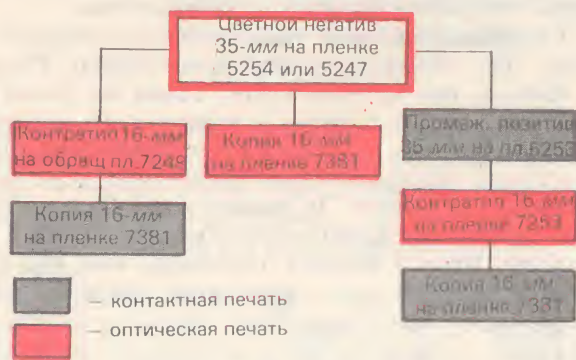 Цветной негатив
35-мм на пленке
5254 или 5247
Контратип 16-мм
на обращ пл.7249
Копия 16-мм
на пленке 7381
Промеж. позитив
35 мм на пл.5253
Копия 16-мм
на пленке 7381
Контратип 16-мм
на пленке 7253
Копия 16-мм
на пленке 7381
– контактная печать
– оптическая печать